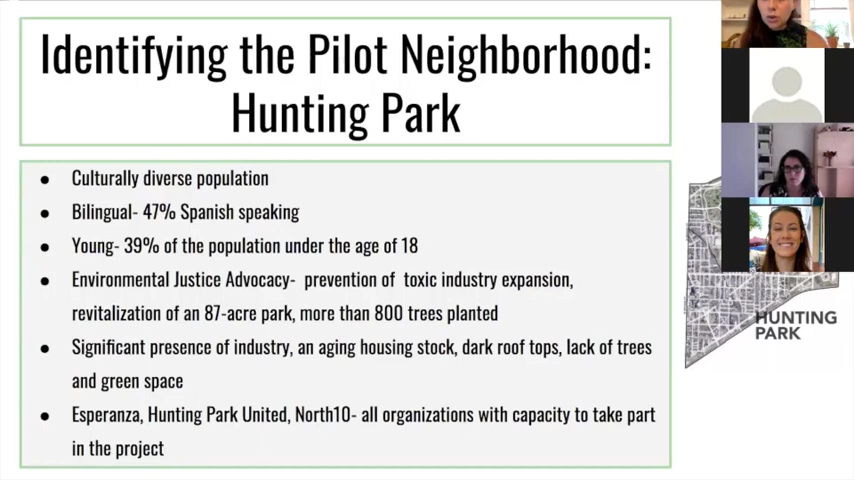 Identifying the Pilot Neighborhood:
Hunting Park
● Culturally diverse population
● Bilingual- 47% Spanish speaking
● Young- 39% of the population under the age of 18
● Environmental Justice Advocacy- prevention of toxic industry expansion,
revitalization of an 87-acre park, more than 800 trees planted
● Significant presence of industry, an aging housing stock, dark roof tops, lack of trees
and green space
● Esperanza, Hunting Park United, North10- all organizations with capacity to take part
in the project
HUNTING
PARK